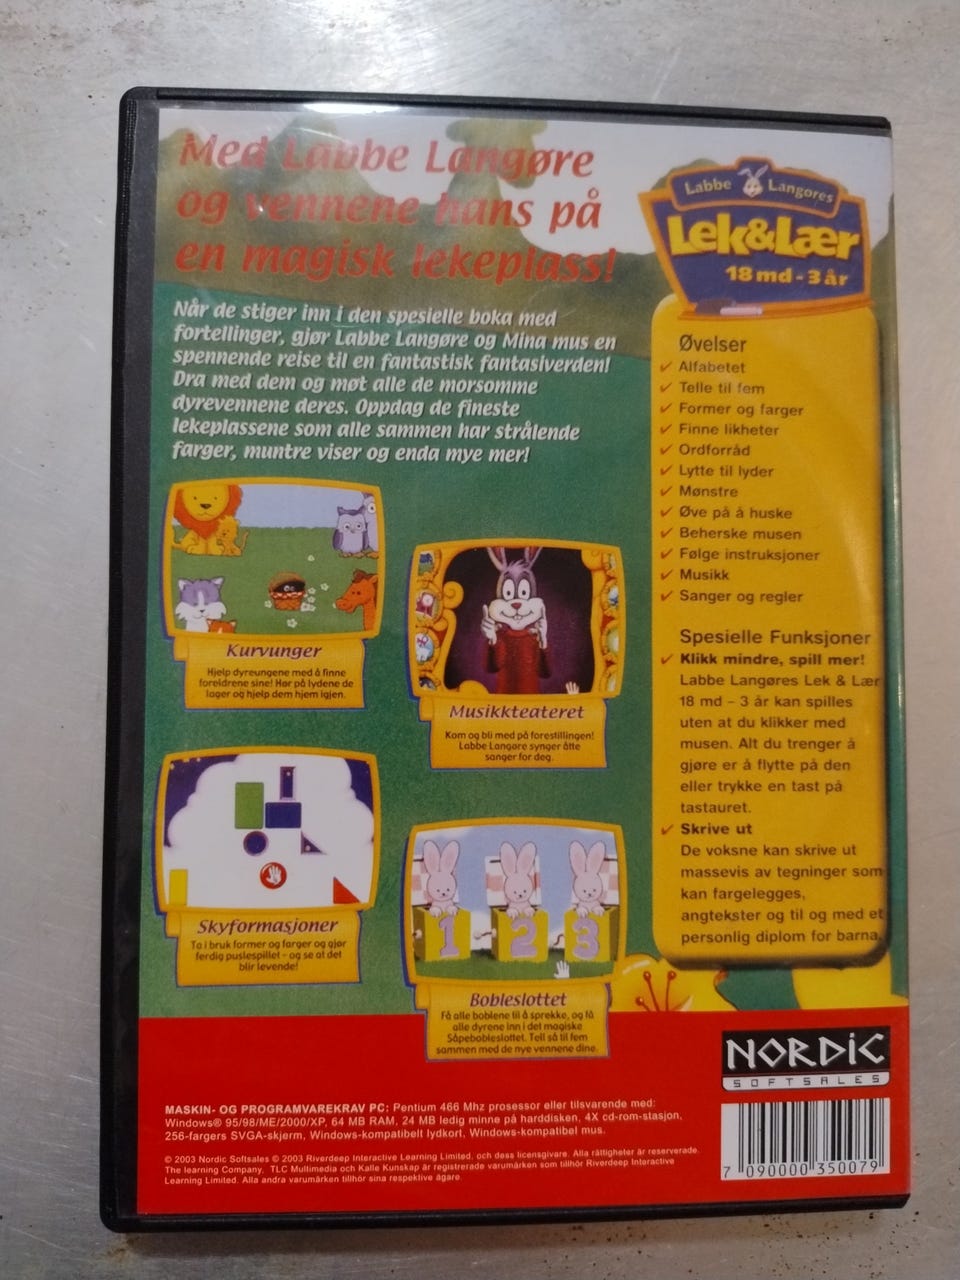 Med Labbe Langøre
og vennene hans på
en magisk lekeplass!
Når de stiger inn i den spesielle boka med
fortellinger, gjør Labbe Langøre og Mina mus en
spennende reise til en fantastisk fantasiverden!
Dra med dem og møt alle de morsomme
dyrevennene deres. Oppdag de fineste
lekeplassene som alle sammen har strålende
farger, muntre viser og enda mye mer!
Kurvunger
Hjelp dyreungene med å finne
foreldrene sine! Hør på lydene de
lager og hjelp dem hjem igjen.
Musikkteateret
Kom og bli med på forestillingen!
Labbe Langøre synger åtte
sanger for deg.
Skyformasjoner
Ta i bruk former og farger og gjør
ferdig puslespillet - og se at det
blir levende!
1 2 3
Bobleslottet
Få alle boblene til å sprekke, og få
alle dyrene inn i det magiske
Såpebobleslottet. Tell så til fem
sammen med de nye vennene dine.
Labbe Langøres
Lek&Lær
18 md - 3 år
Øvelser
✓ Alfabetet
✓ Telle til fem
✓ Former og farger
✓ Finne likheter
✓ Ordforråd
✓ Lytte til lyder
✓ Mønstre
✓ Øve på å huske
✓ Beherske musen
✓ Følge instruksjoner
✓ Musikk
✓ Sanger og regler
Spesielle Funksjoner
✓ Klikk mindre, spill mer!
Labbe Langøres Lek & Lær
18 md – 3 år kan spilles
uten at du klikker med
musen. Alt du trenger å
gjøre er å flytte på den
eller trykke en tast på
tastauret.
✓ Skrive ut
De voksne kan skrive ut
massevis av tegninger som
kan fargelegges,
angtekster og til og med et
personlig diplom for barna.
NORDIC
SOFTSALES
MASKIN- OG PROGRAMVAREKRAV PC: Pentium 466 Mhz prosessor eller tilsvarende med:
Windows® 95/98/ME/2000/XP, 64 MB RAM, 24 MB ledig minne på harddisken, 4X cd-rom-stasjon,
256-fargers SVGA-skjerm, Windows-kompatibelt lydkort, Windows-kompatibel mus.
© 2003 Nordic Softsales © 2003 Riverdeep Interactive Learning Limited, och dess licensgivare. Alla rättigheter är reserverade.
The learning Company, TLC Multimedia och Kalle Kunskap är registrerade varumärken som tillhör Riverdeep Interactive
Learning Limited. Alla andra varumärken tillhör sina respektive ägare.
7 090000 350079